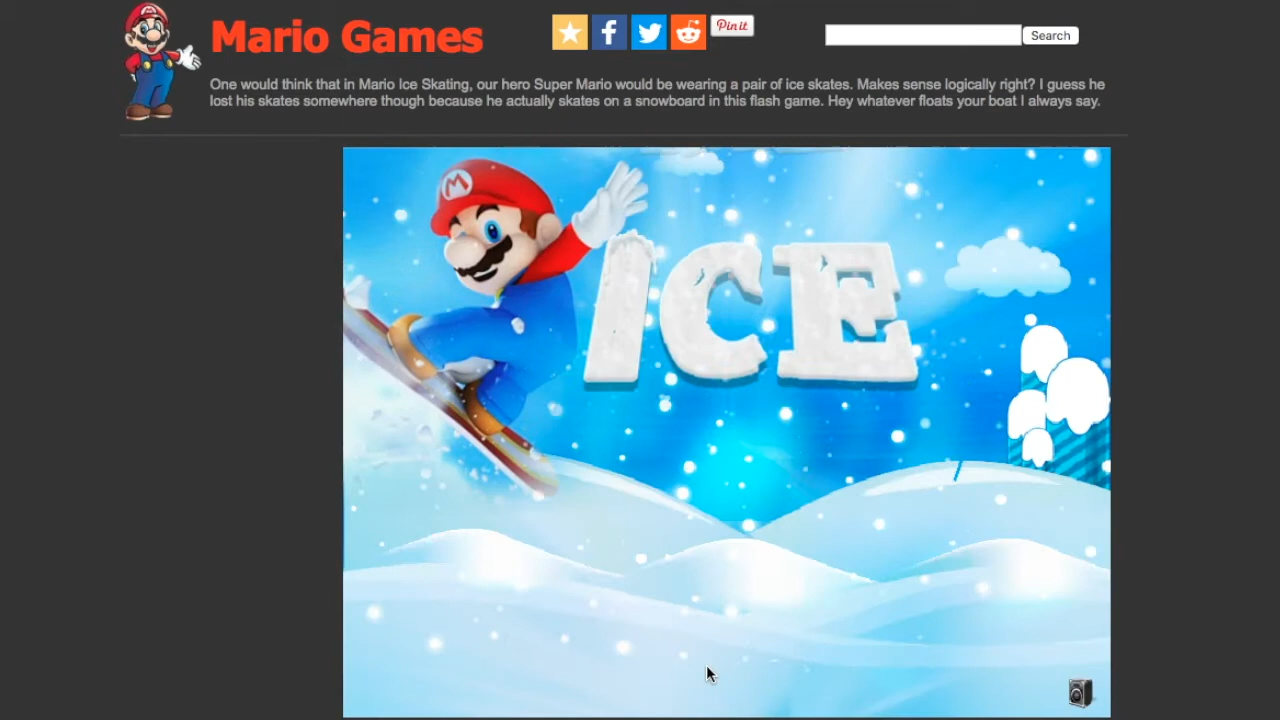 Mario Games
Pin it
Search
One would think that in Mario Ice Skating, our hero Super Mario would be wearing a pair of ice skates. Makes sense logically right? I guess he
lost his skates somewhere though because he actually skates on a snowboard in this flash game. Hey whatever floats your boat I always say.
M
ICE